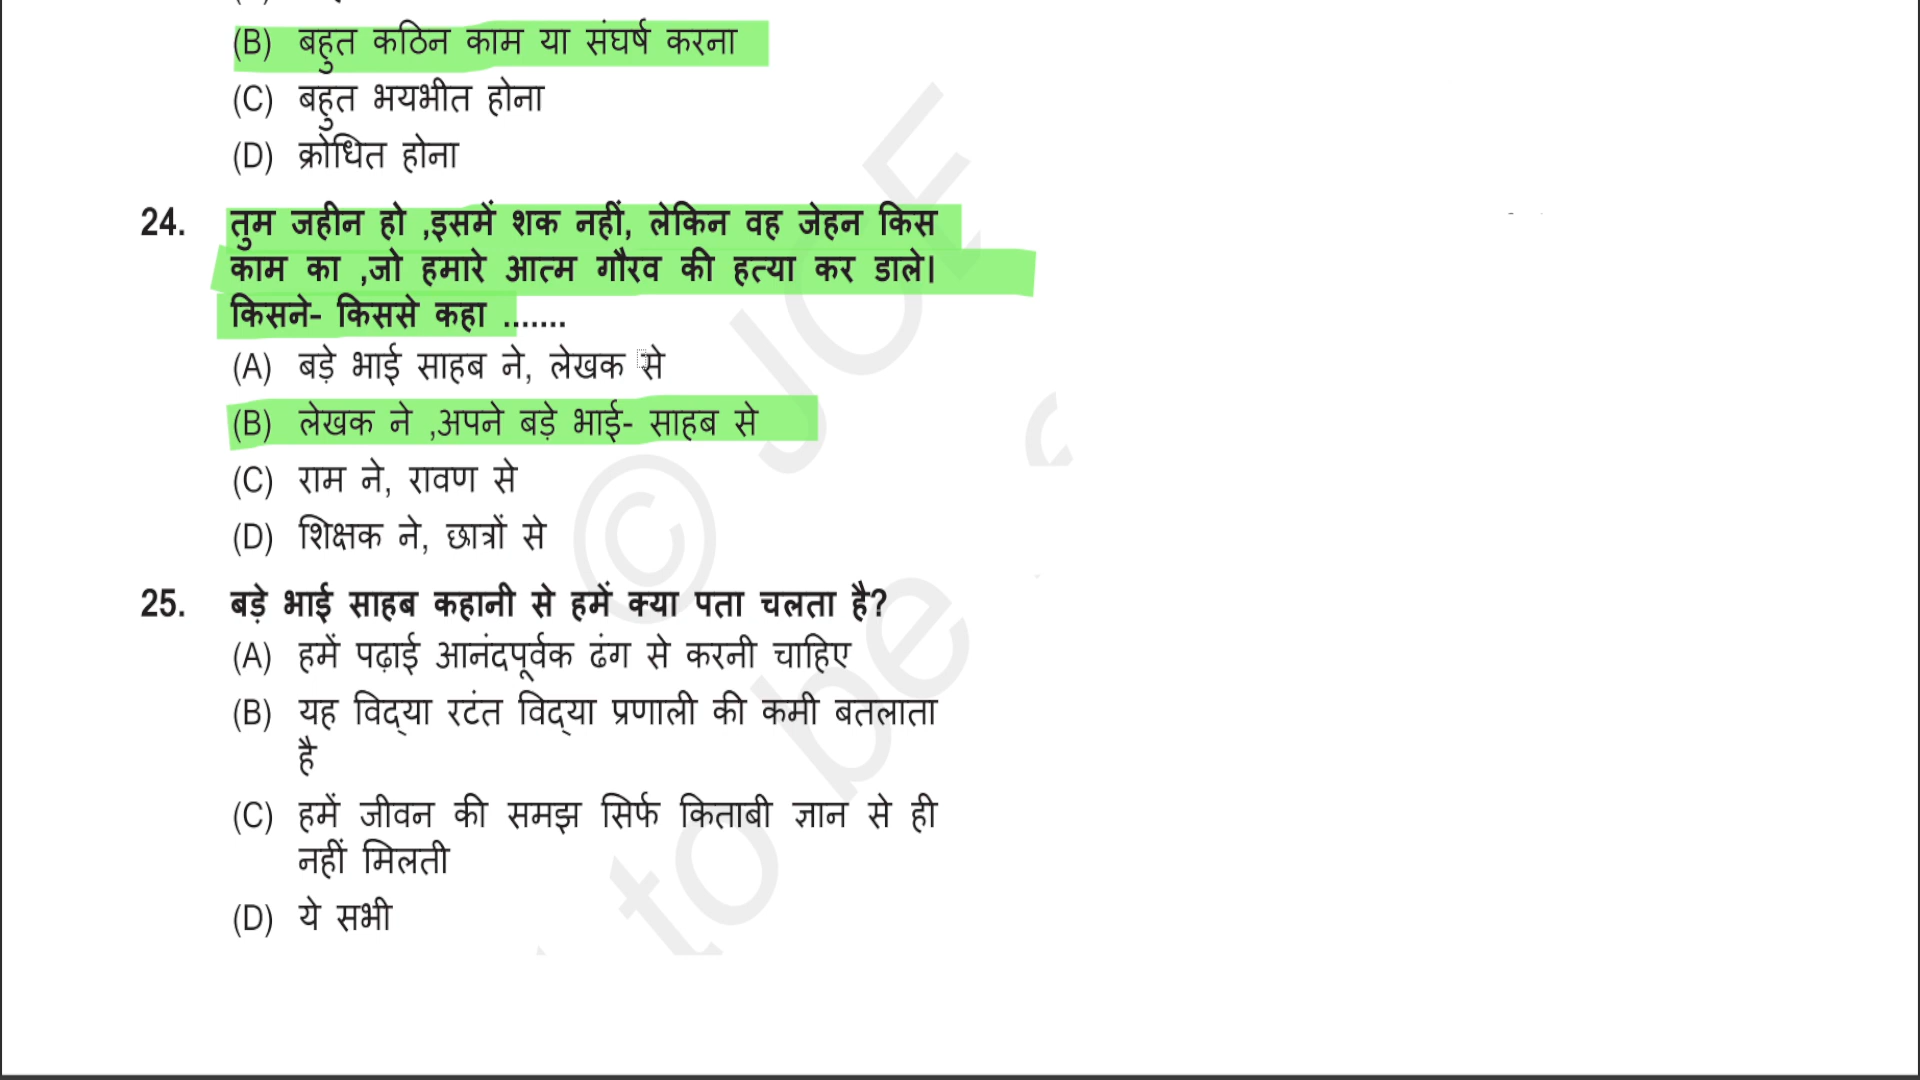 (B) बहुत कठिन काम या संघर्ष करना
(C) बहुत भयभीत होना
(D) क्रोधित होना
24. तुम जहीन हो ,इसमें शक नहीं, लेकिन वह जेहन किस
काम का ,जो हमारे आत्म गौरव की हत्या कर डाले।
किसने- किससे कहा .......
(A) बड़े भाई साहब ने, लेखक से
(B) लेखक ने ,अपने बड़े भाई- साहब से
(C) राम ने, रावण से
(D) शिक्षक ने, छात्रों से
25. बड़े भाई साहब कहानी से हमें क्या पता चलता है?
(A) हमें पढ़ाई आनंदपूर्वक ढंग से करनी चाहिए
(B) यह विद्‌या रटंत विद्‌या प्रणाली की कमी बतलाता
है
(C) हमें जीवन की समझ सिर्फ किताबी ज्ञान से ही
नहीं मिलती
(D) ये सभी
to be